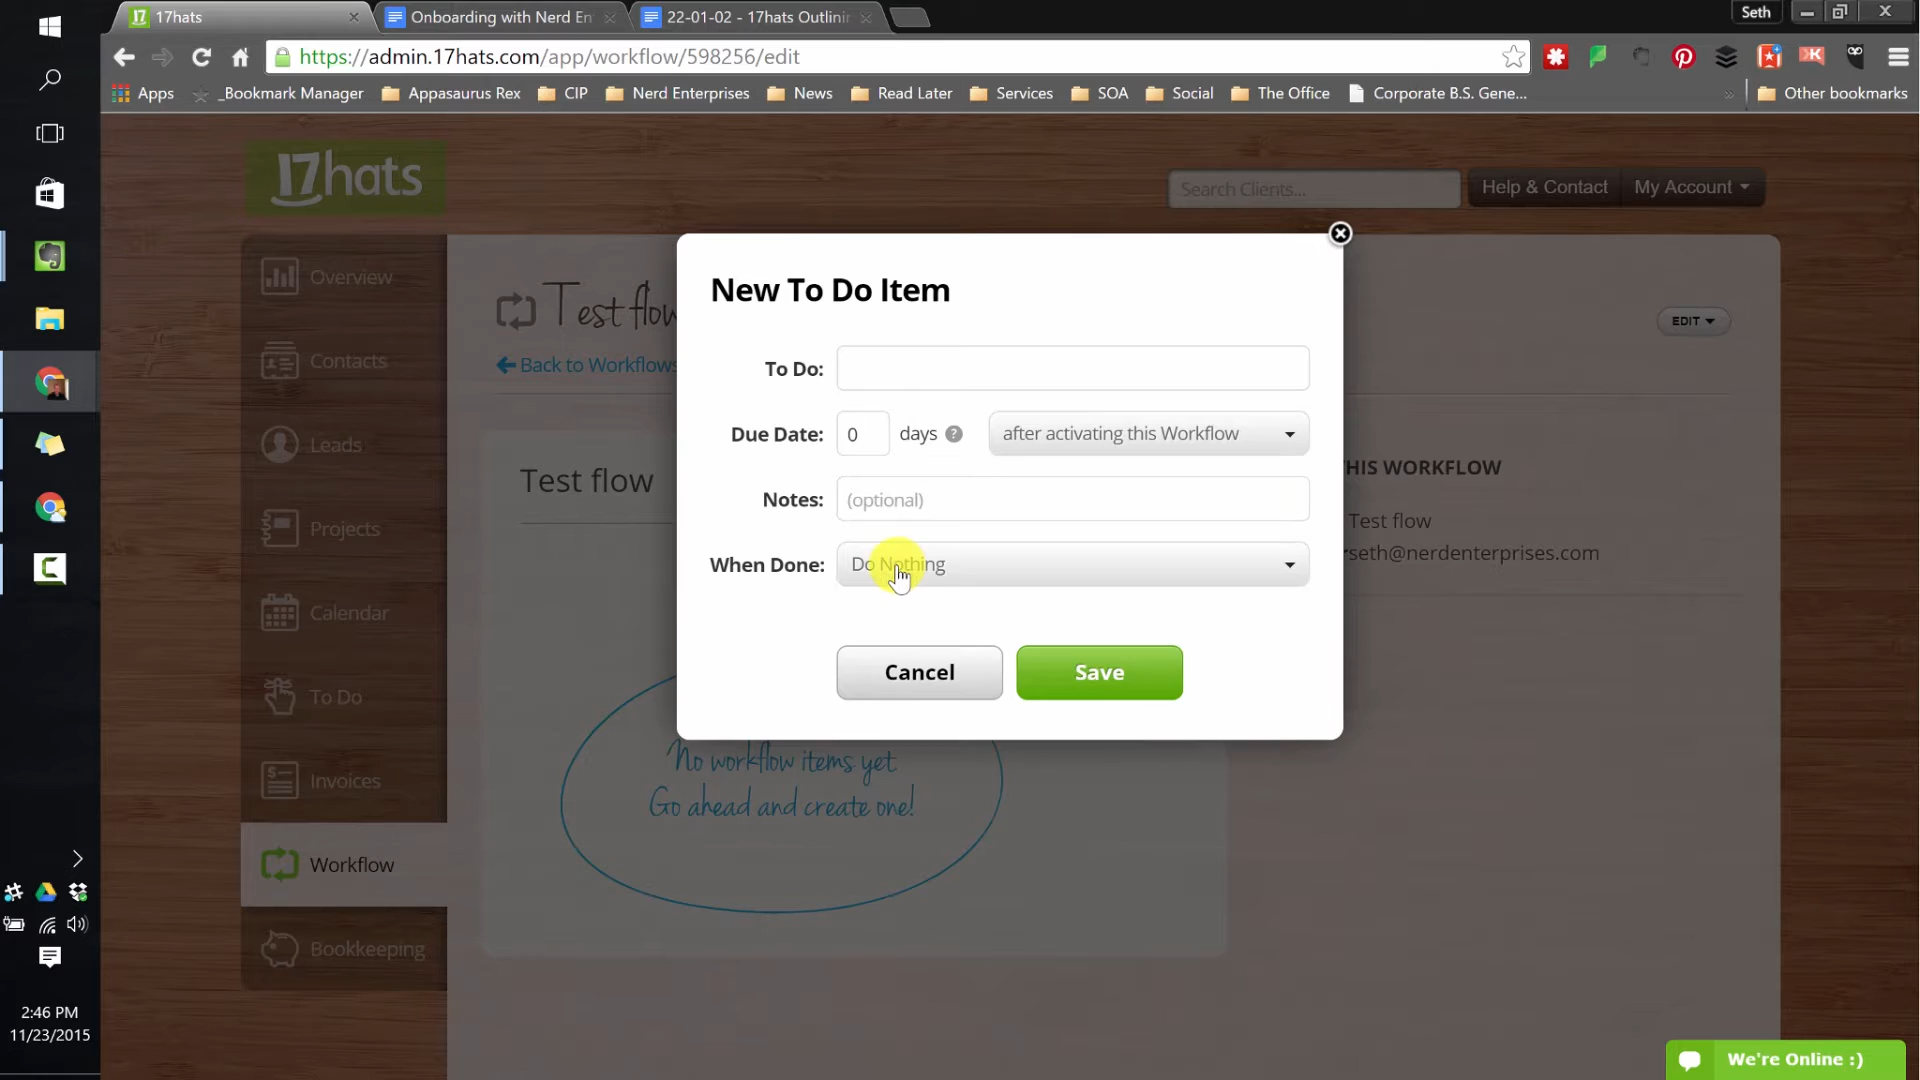 17hats
Onboarding with Nerd En
22-01-02 - 17hats Outlinin
Seth
https://admin.17hats.com/app/workflow/598256/edit
Apps
_Bookmark Manager
Appasaurus Rex
CIP
Nerd Enterprises
News
Read Later
Services
SOA
Social
The Office
Corporate B.S. Gene...
»
Other bookmarks
17hats
Search Clients...
Help & Contact
My Account
Overview
Contacts
Leads
Projects
Calendar
To Do
Invoices
Workflow
Bookkeeping
Test flow
EDIT
Back to Workflows
Test flow
No workflow items yet
Go ahead and create one!
THIS WORKFLOW
Test flow
seth@nerdenterprises.com
New To Do Item
To Do:
Due Date: 0 days ? after activating this Workflow
Notes: (optional)
When Done: Do Nothing
Cancel
Save
2:46 PM
11/23/2015
We're Online :)